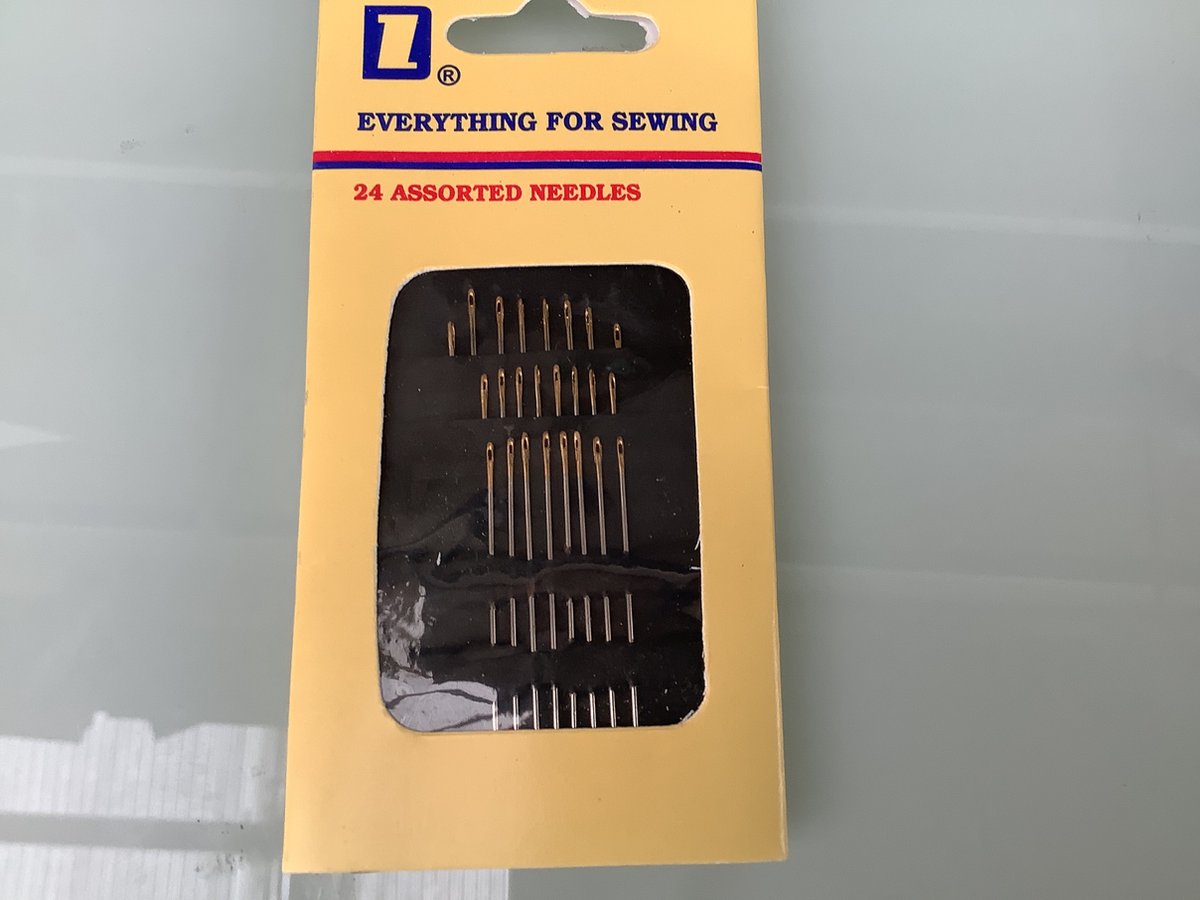 Z
®
EVERYTHING FOR SEWING
24 ASSORTED NEEDLES